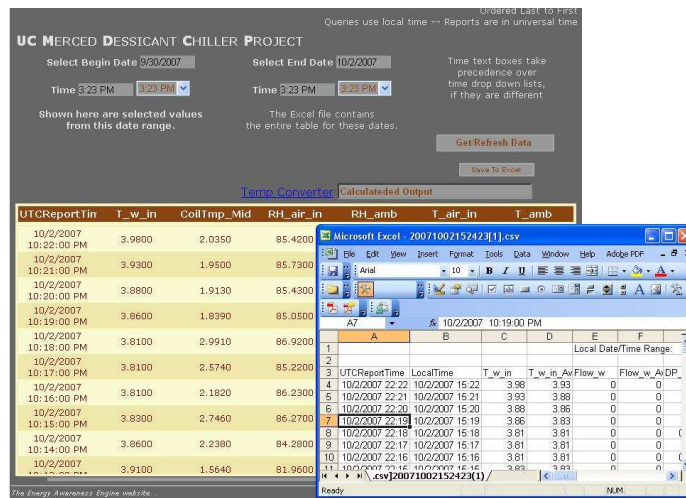 Ordered Last to First
Queries use local time -- Reports are in universal time
UC MERCED DESSICANT CHILLER PROJECT
Select Begin Date 9/30/2007 Select End Date 10/2/2007
Time text boxes take
precedence over
time drop down lists,
if they are different
Time 3:23 PM 3:23 PM Time 3:23 PM 3:23 PM
Shown here are selected values
from this date range.
The Excel file contains
the entire table for these dates.
Get/Refresh Data
Save To Excel
Temp Converter Calculateded Output
UTCReportTim T_w_in CoilTmp_Mid RH_air_in RH_amb T_air_in T_amb
10/2/2007
10:22:00 PM 3.9800 2.0350 85.4200
10/2/2007
10:21:00 PM 3.9300 1.9500 85.7300
10/2/2007
10:20:00 PM 3.8800 1.9130 85.4300
10/2/2007
10:19:00 PM 3.8600 1.8390 85.0500
10/2/2007
10:18:00 PM 3.8100 2.9910 86.9200
10/2/2007
10:17:00 PM 3.8100 2.5740 85.2200
10/2/2007
10:16:00 PM 3.8100 2.1820 86.2300
10/2/2007
10:15:00 PM 3.8300 2.7460 86.2700
10/2/2007
10:14:00 PM 3.8600 2.2380 84.2800
10/2/2007
3.9100 1.5640 81.9600
The Energy Awareness Engine website...
Microsoft Excel - 20071002152423[1].csv
File Edit View Insert Format Tools Data Window Help Adobe PDF
Arial 10 B I U
A7 fx 10/2/2007 10:19:00 PM
A B C D E F
1 Local Date/Time Range:
2
3 UTCReportTime LocalTime T_w_in T_w_in_Av Flow_w Flow_w_Av DP_
4 10/2/2007 22:22 10/2/2007 15:22 3.98 3.93 0 0
5 10/2/2007 22:21 10/2/2007 15:21 3.93 3.88 0 0
6 10/2/2007 22:20 10/2/2007 15:20 3.88 3.86 0 0
7 10/2/2007 22:19 10/2/2007 15:19 3.86 3.83 0 0
8 10/2/2007 22:18 10/2/2007 15:18 3.81 3.81 0 0
9 10/2/2007 22:17 10/2/2007 15:17 3.81 3.81 0 0
10 10/2/2007 22:16 10/2/2007 15:16 3.81 3.81 0 0
11 10/2/2007 22:15 10/2/2007 15:15 3.83 3.83 0 0
.csv]20071002152423(1)
Ready NUM